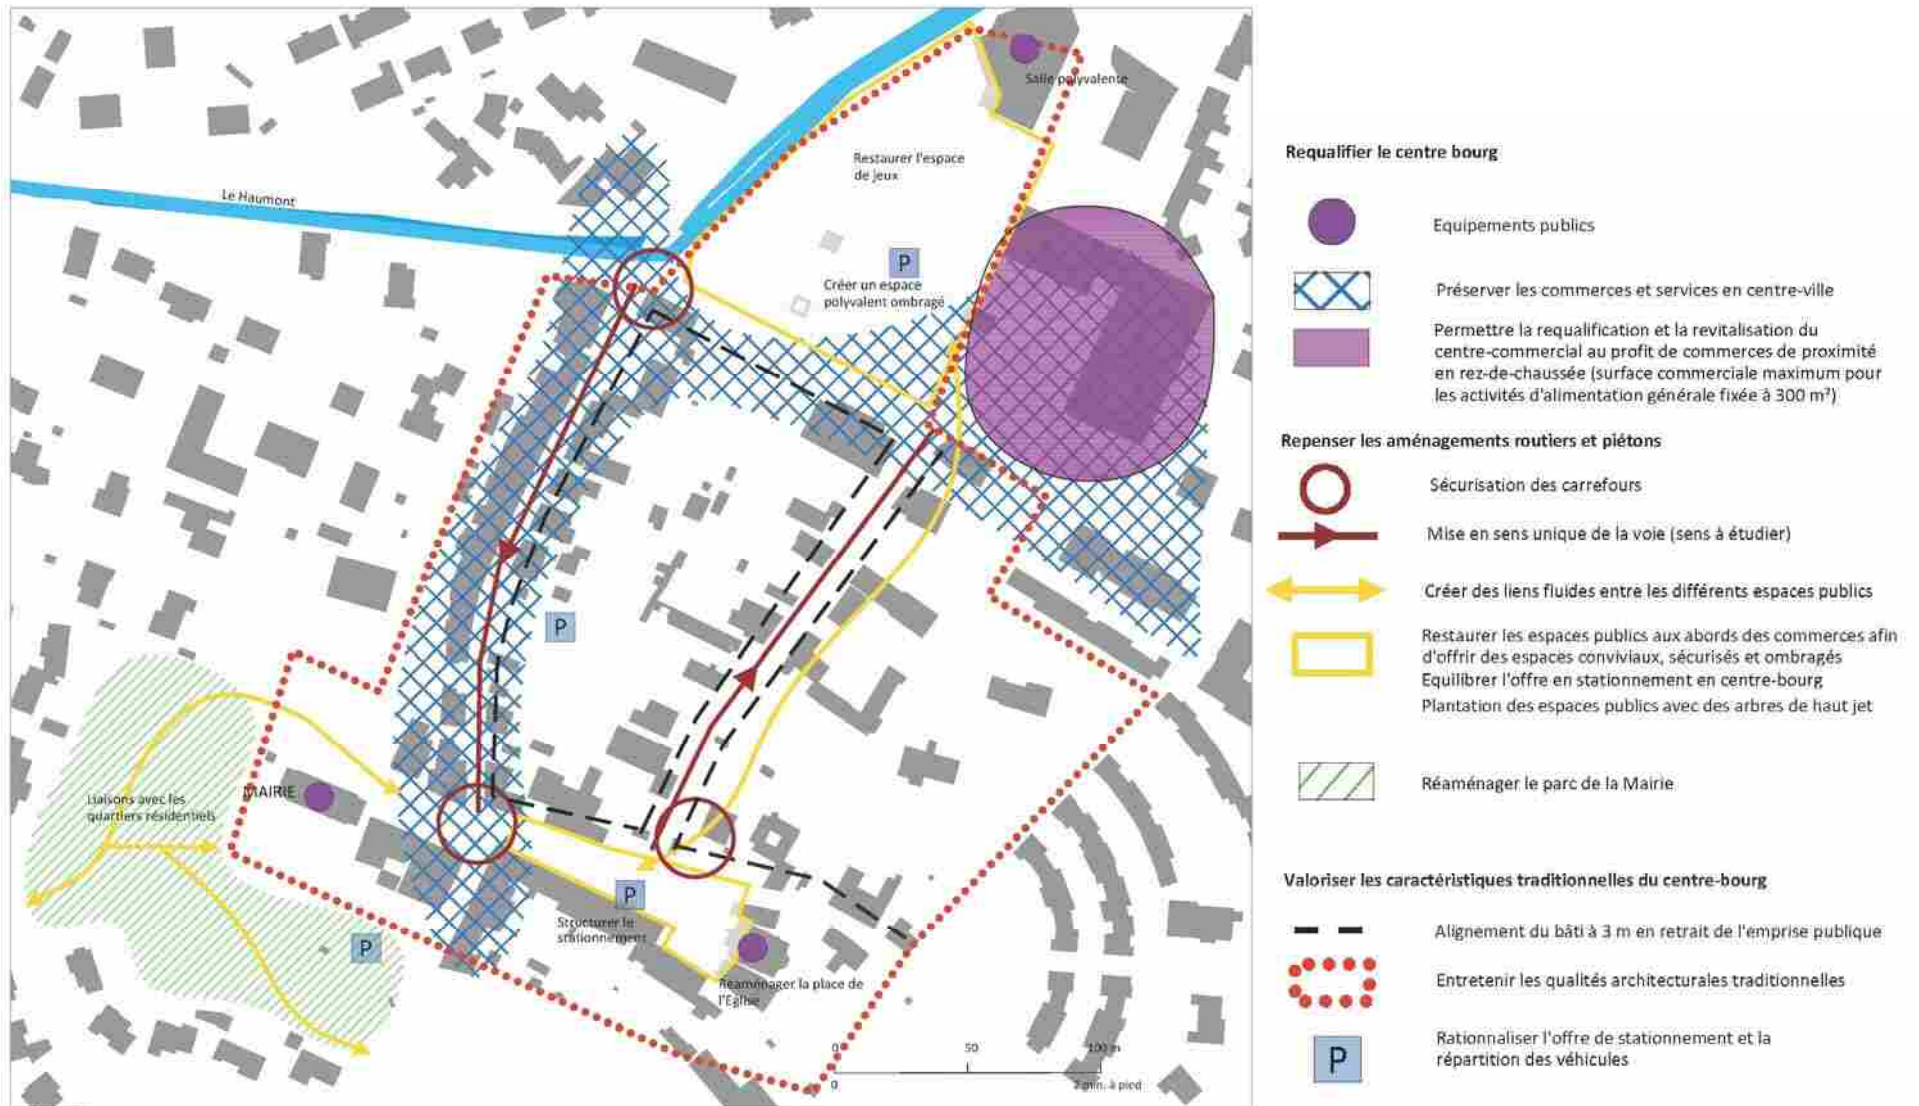 Salle polyvalente
Restaurer l'espace
de jeux
Le Haumont
P
Créer un espace
polyvalent ombragé
P
MAIRIE
Liaisons avec les
quartiers résidentiels
P
Structurer le
stationnement
P
Réaménager la place de
l'Eglise
0 50 100 m
0 2 min. à pied
Requalifier le centre bourg
Equipements publics
Préserver les commerces et services en centre-ville
Permettre la requalification et la revitalisation du
centre-commercial au profit de commerces de proximité
en rez-de-chaussée (surface commerciale maximum pour
les activités d'alimentation générale fixée à 300 m²)
Repenser les aménagements routiers et piétons
Sécurisation des carrefours
Mise en sens unique de la voie (sens à étudier)
Créer des liens fluides entre les différents espaces publics
Restaurer les espaces publics aux abords des commerces afin
d'offrir des espaces conviviaux, sécurisés et ombragés
Equilibrer l'offre en stationnement en centre-bourg
Plantation des espaces publics avec des arbres de haut jet
Réaménager le parc de la Mairie
Valoriser les caractéristiques traditionnelles du centre-bourg
Alignement du bâti à 3 m en retrait de l'emprise publique
Entretenir les qualités architecturales traditionnelles
P
Rationnaliser l'offre de stationnement et la
répartition des véhicules